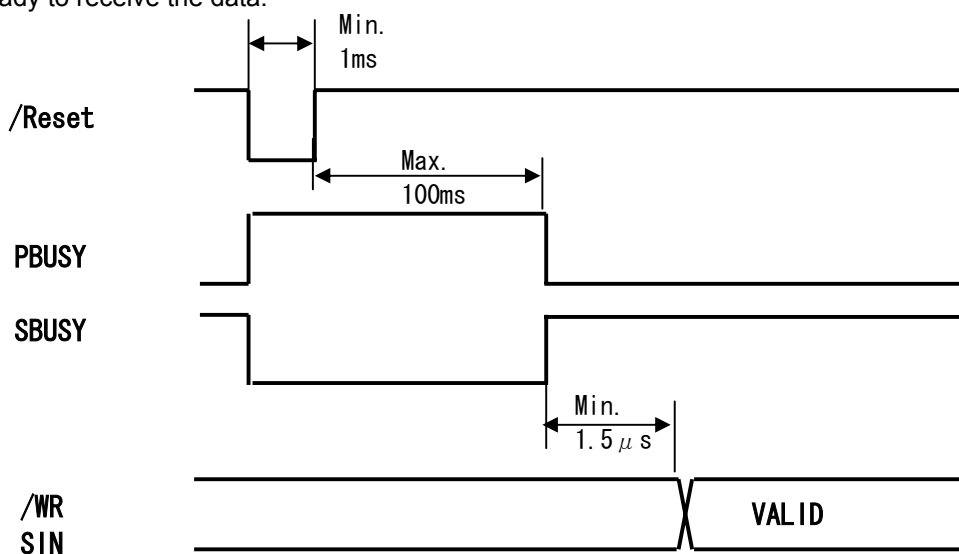 ady to receive the data.
Min.
1ms
/Reset
Max.
100ms
PBUSY
SBUSY
Min.
1.5μs
/WR
SIN
VALID